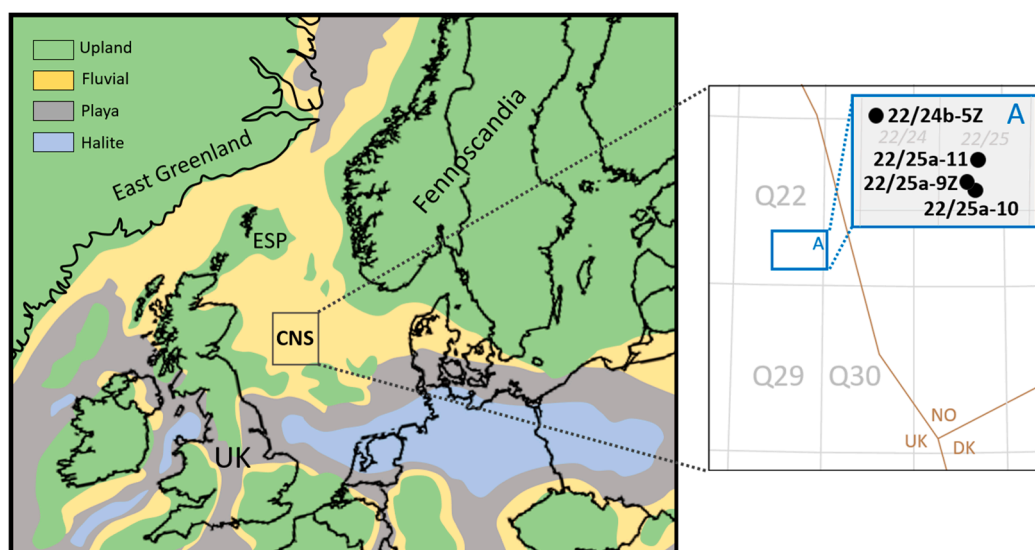 Upland
Fluvial
Playa
Halite
East Greenland
Fennoscandia
ESP
CNS
UK
Q22
A
Q29
Q30
NO
UK
DK
A
22/24b-5Z
22/24
22/25
22/25a-11
22/25a-9Z
22/25a-10